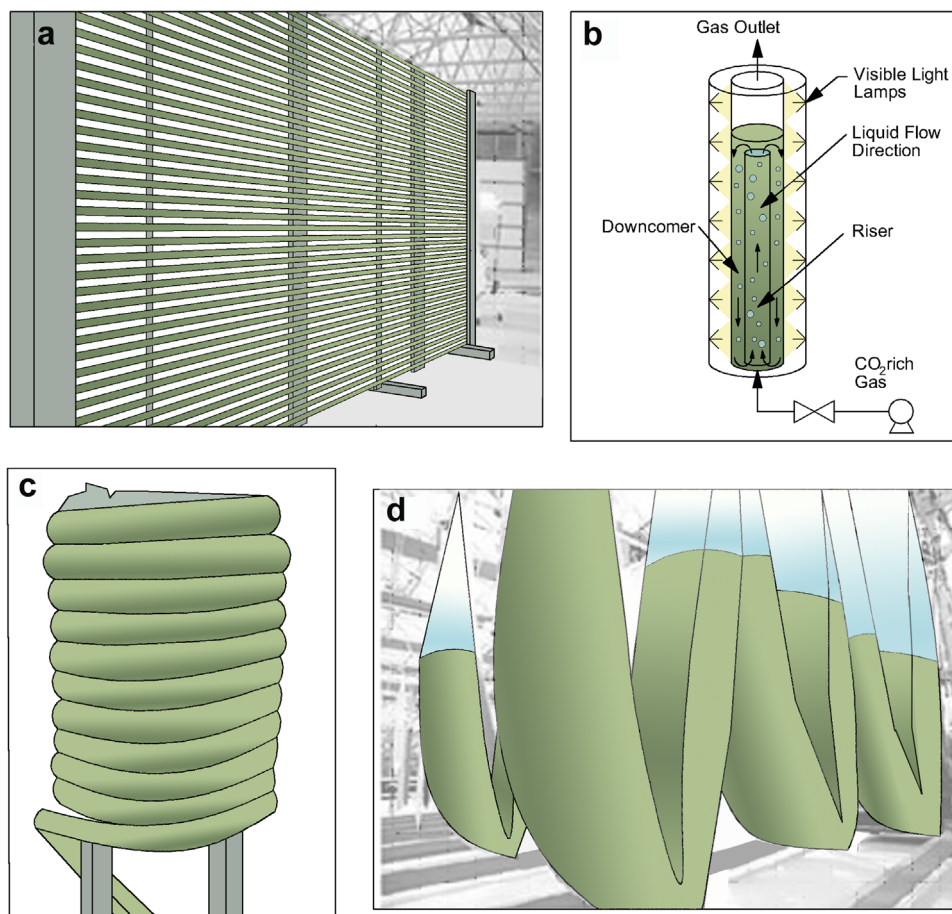 a
b
Gas Outlet
Visible Light
Lamps
Liquid Flow
Direction
Downcomer
Riser
CO2rich
Gas
c
d